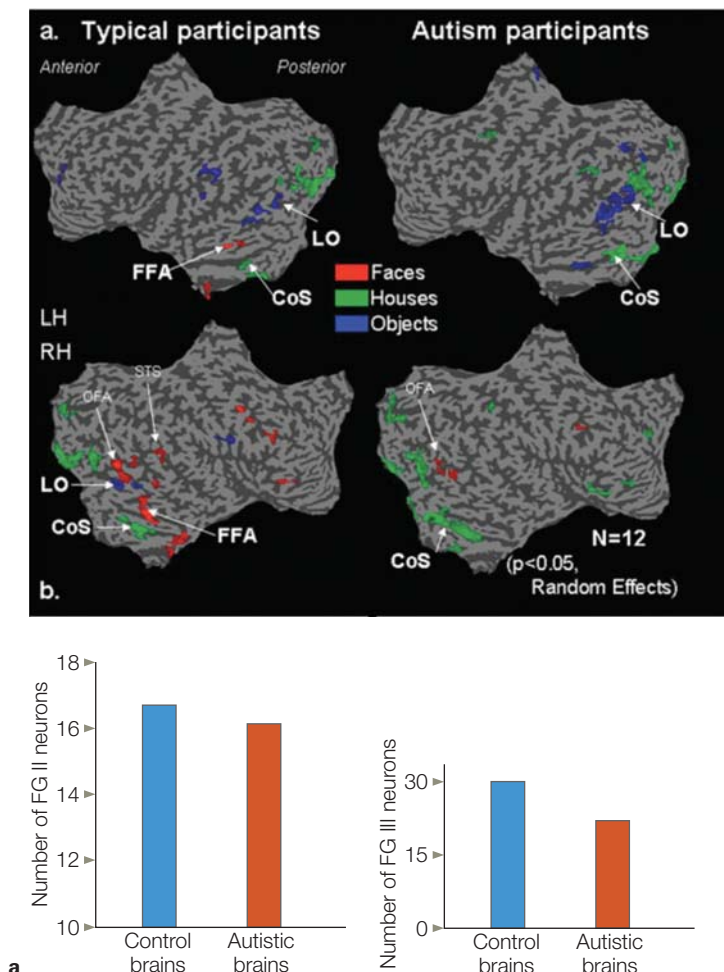 a. Typical participants Autism participants
Anterior Posterior
LO
FFA
CoS
LO
CoS
Faces
Houses
Objects
LH
RH
OFA
STS
LO
CoS
FFA
OFA
CoS
N=12
(p<0.05,
Random Effects)
b.
Number of FG II neurons
18
16
14
12
10
Control
brains
Autistic
brains
Number of FG III neurons
30
15
0
Control
brains
Autistic
brains
a